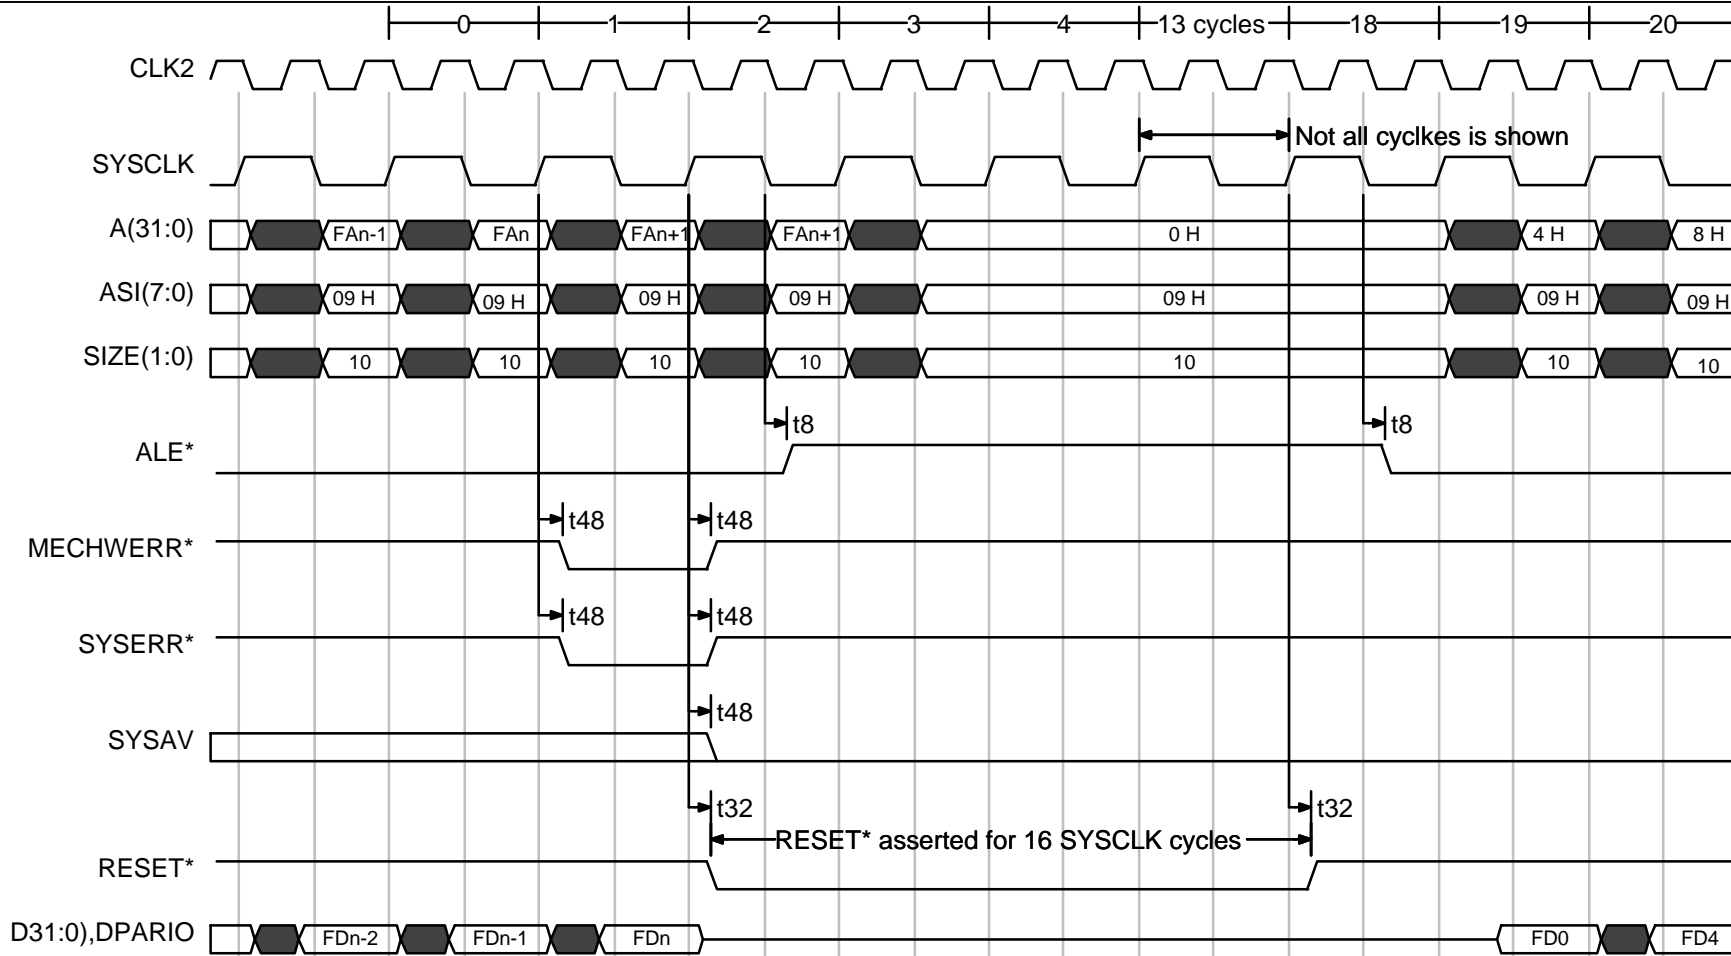 0 1 2 3 4 13 cycles 18 19 20
CLK2
Not all cyclkes is shown
SYSCLK
A(31:0) FAn-1 FAn FAn+1 FAn+1 0 H 4 H 8 H
ASI(7:0) 09 H 09 H 09 H 09 H 09 H 09 H 09 H
SIZE(1:0) 10 10 10 10 10 10 10
t8 t8
ALE*
t48 t48
MECHWERR*
t48 t48
SYSERR*
t48
SYSAV
t32 t32
RESET* asserted for 16 SYSCLK cycles
RESET*
D31:0),DPARIO FDn-2 FDn-1 FDn FD0 FD4